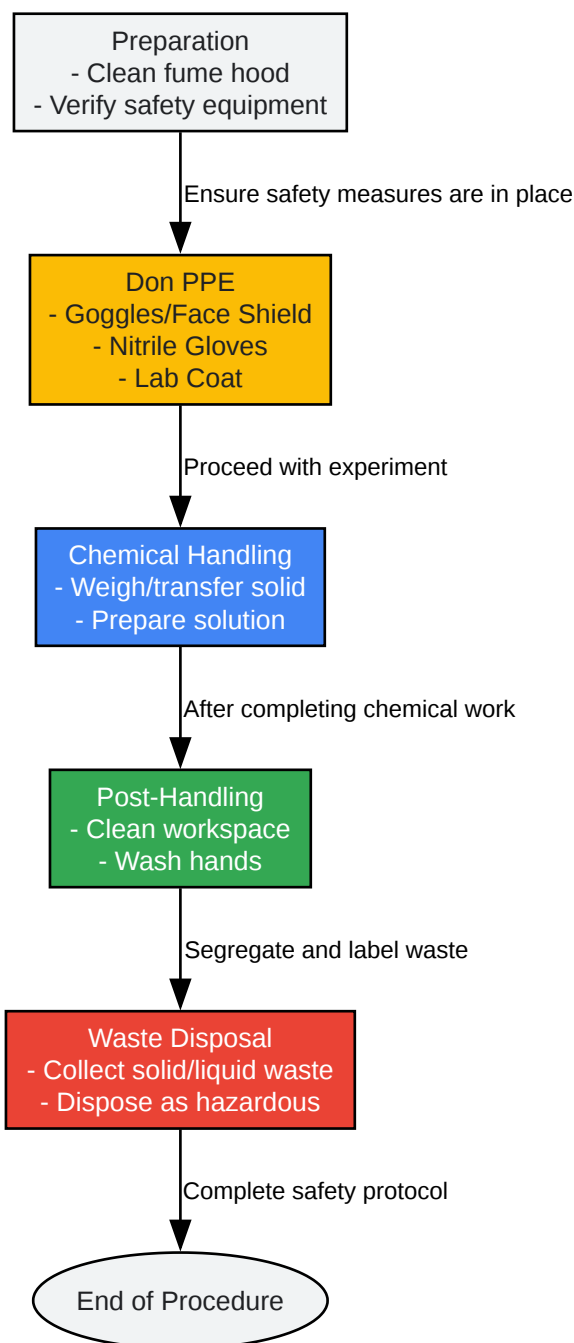 Preparation
- Clean fume hood
- Verify safety equipment
Ensure safety measures are in place
Don PPE
- Goggles/Face Shield
- Nitrile Gloves
- Lab Coat
Proceed with experiment
Chemical Handling
- Weigh/transfer solid
- Prepare solution
After completing chemical work
Post-Handling
- Clean workspace
- Wash hands
Segregate and label waste
Waste Disposal
- Collect solid/liquid waste
- Dispose as hazardous
Complete safety protocol
End of Procedure